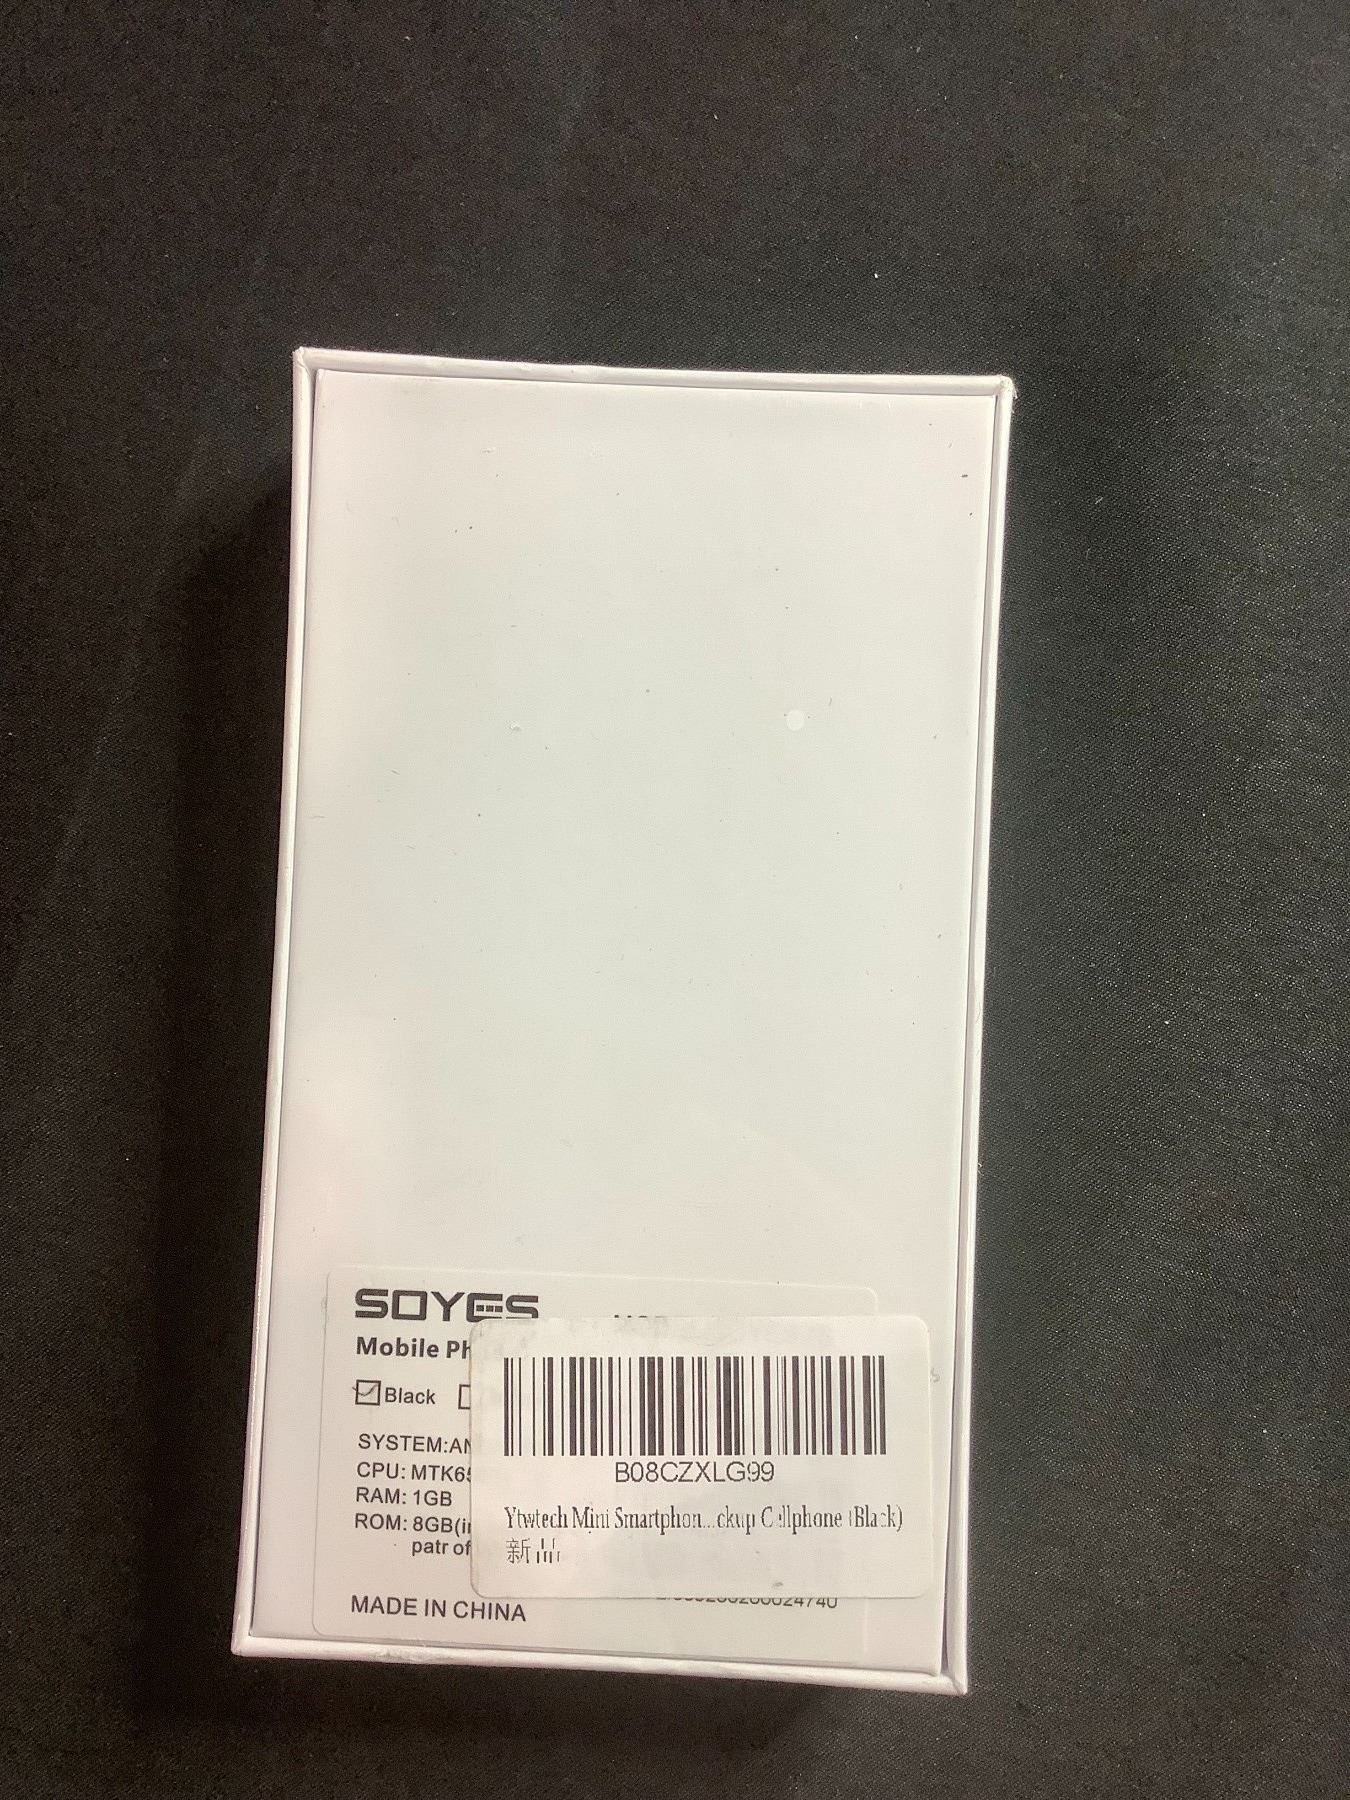 SOYES
Mobile Ph
Black
SYSTEM:AN
CPU: MTK65
RAM: 1GB
ROM: 8GB(in
patr of
MADE IN CHINA
B08CZXLG99
Ytwtech Mini Smartphon...ckup Cellphone (Black)
新品